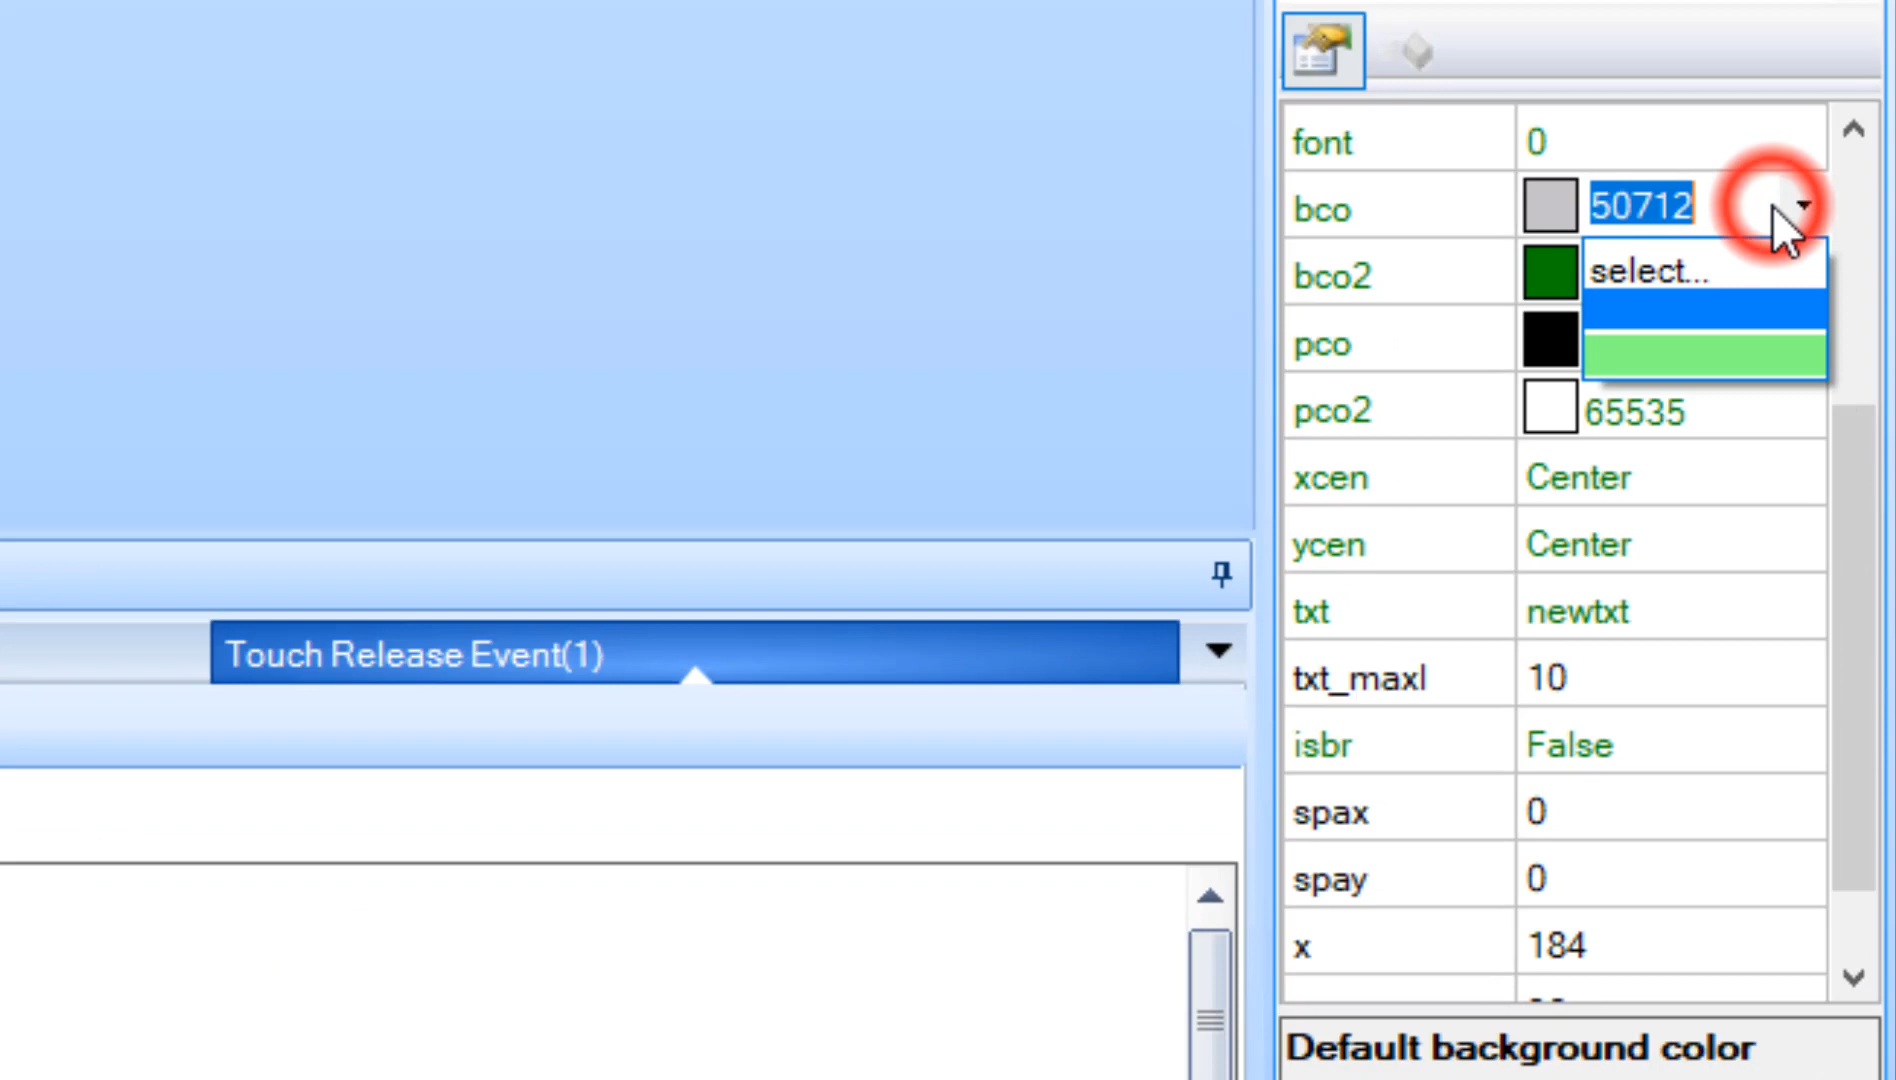 font 0
bco 50712
select...
bco2
pco
pco2 65535
xcen Center
ycen Center
txt newtxt
txt_maxl 10
isbr False
spax 0
spay 0
x 184
Touch Release Event(1)
Default background color